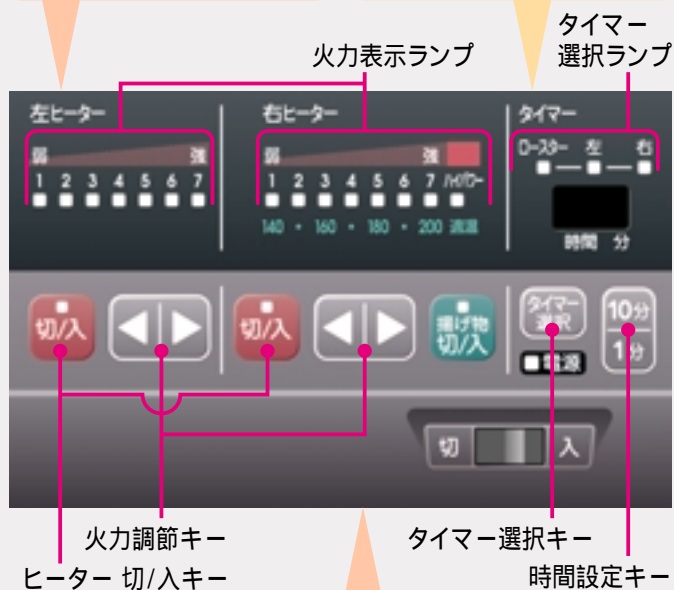 タイマー
選択ランプ
火力表示ランプ
左ヒーター
右ヒーター
タイマー
弱 強
弱 強
ロースター 左 右
1 2 3 4 5 6 7
1 2 3 4 5 6 7 ハイパワー
140 ・ 160 ・ 180 ・ 200 適温
時間 分
切/入
切/入
揚げ物
切/入
タイマー
選択
電源
10分
1分
切 入
火力調節キー
タイマー選択キー
ヒーター 切/入キー
時間設定キー